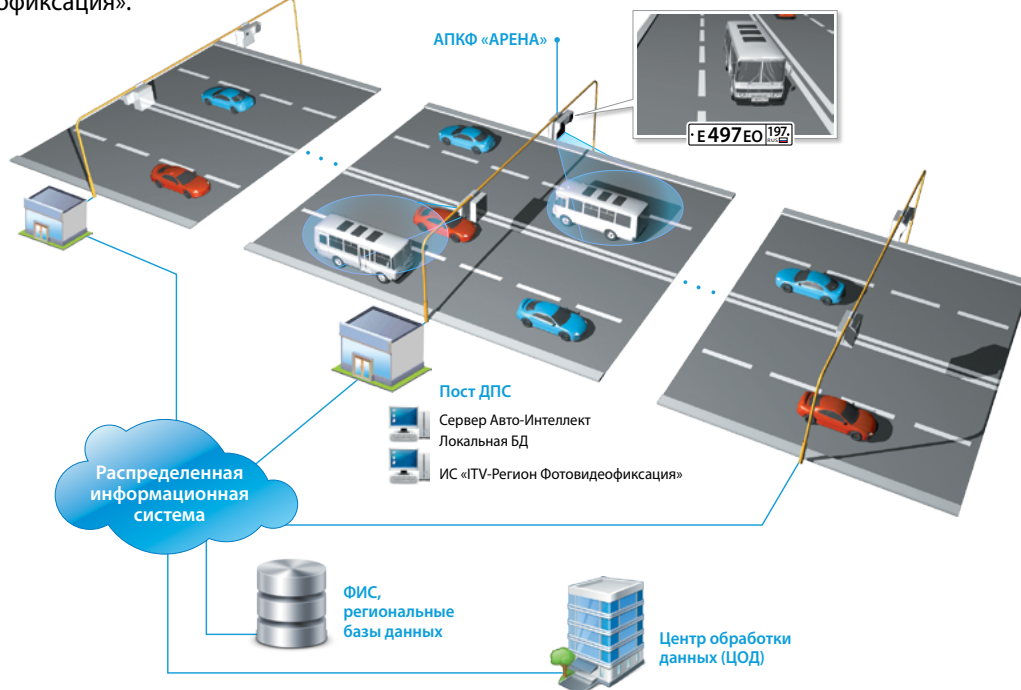 офиксация».
АПКФ «АРЕНА»
Е497ЕО 197
RUS
Пост ДПС
Сервер Авто-Интеллект
Локальная БД
ИС «ITV-Регион Фотовидеофиксация»
Распределенная
информационная
система
ФИС,
региональные
базы данных
Центр обработки
данных (ЦОД)